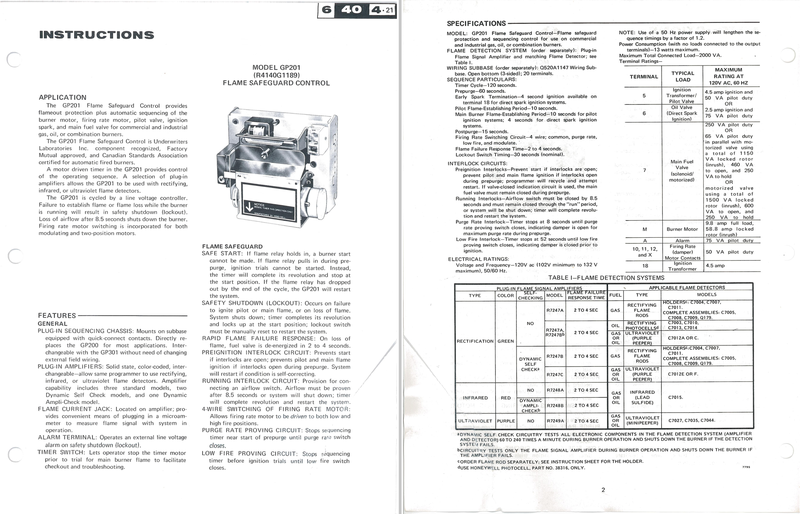 6 40 4-21
INSTRUCTIONS
MODEL GP201
(R4140G1189)
FLAME SAFEGUARD CONTROL
APPLICATION
The GP201 Flame Safeguard Control provides
flameout protection plus automatic sequencing of the
burner motor, firing rate motor, pilot valve, ignition
spark, and main fuel valve for commercial and industrial
gas, oil, or combination burners.
The GP201 Flame Safeguard Control is Underwriters
Laboratories Inc. component recognized, Factory
Mutual approved, and Canadian Standards Association
certified for automatic fired burners.
A motor driven timer in the GP201 provides control
of the operating sequence. A selection of plug-in
amplifiers allows the GP201 to be used with rectifying,
infrared, or ultraviolet flame detectors.
The GP201 is cycled by a line voltage controller.
Failure to establish flame or flame loss while the burner
is running will result in safety shutdown (lockout).
Loss of airflow after 8.5 seconds shuts down the burner.
Firing rate motor switching is incorporated for both
modulating and two-position motors.
FEATURES
GENERAL
PLUG-IN SEQUENCING CHASSIS: Mounts on subbase
equipped with quick-connect contacts. Directly re-
places the GP200 for most applications. Inter-
changeable with the GP301 without need of changing
external field wiring.
PLUG-IN AMPLIFIERS: Solid state, color-coded, inter-
changeable—allow same programmer to use rectifying,
infrared, or ultraviolet flame detectors. Amplifier
capability includes three standard models, two
Dynamic Self Check models, and one Dynamic
Ampli-Check model.
FLAME CURRENT JACK: Located on amplifier; pro-
vides convenient means of plugging in a microam-
meter to measure flame signal with system in
operation.
ALARM TERMINAL: Operates an external line voltage
alarm on safety shutdown (lockout).
TIMER SWITCH: Lets operator stop the timer motor
prior to trial for main burner flame to facilitate
checkout and troubleshooting.
FLAME SAFEGUARD
SAFE START: If flame relay holds in, a burner start
cannot be made. If flame relay pulls in during pre-
purge, ignition trials cannot be started. Instead,
the timer will complete its revolution and stop at
the start position. If the flame relay has dropped
out by the end of the cycle, the GP201 will restart
the system.
SAFETY SHUTDOWN (LOCKOUT): Occurs on failure
to ignite pilot or main flame, or on loss of flame.
System shuts down; timer completes its revolution
and locks up at the start position; lockout switch
must be manually reset to restart the system.
RAPID FLAME FAILURE RESPONSE: On loss of
flame, fuel valve is de-energized in 2 to 4 seconds.
PREIGNITION INTERLOCK CIRCUIT: Prevents start
if interlocks are open; prevents pilot and main flame
ignition if interlocks open during prepurge. System
will restart if condition is self-correcting.
RUNNING INTERLOCK CIRCUIT: Provision for con-
necting an airflow switch. Airflow must be proven
after 8.5 seconds or system will shut down; timer
will complete revolution and restart the system.
4-WIRE SWITCHING OF FIRING RATE MOTOR:
Allows firing rate motor to be driven to both low and
high fire positions.
PURGE RATE PROVING CIRCUIT: Stops sequencing
timer near start of prepurge until purge rate switch
closes.
LOW FIRE PROVING CIRCUIT: Stops sequencing
timer before ignition trials until low fire switch
closes.
SPECIFICATIONS
MODEL: GP201 Flame Safeguard Control—Flame safeguard
protection and sequencing control for use on commercial
and industrial gas, oil, or combination burners.
FLAME DETECTION SYSTEM (order separately): Plug-in
Flame Signal Amplifier and matching Flame Detector; see
Table I.
WIRING SUBBASE (order separately): Q520A1147 Wiring Sub-
base. Open bottom (3-sided); 20 terminals.
SEQUENCE PARTICULARS:
Timer Cycle—120 seconds.
Prepurge—60 seconds.
Early Spark Termination—4 second ignition available on
terminal 18 for direct spark ignition systems.
Pilot Flame-Establishing Period—10 seconds.
Main Burner Flame-Establishing Period—10 seconds for pilot
ignition systems; 4 seconds for direct spark ignition
systems.
Postpurge—15 seconds.
Firing Rate Switching Circuit—4 wire; common, purge rate,
low fire, and modulate.
Flame Failure Response Time—2 to 4 seconds.
Lockout Switch Timing—30 seconds (nominal).
INTERLOCK CIRCUITS:
Preignition Interlocks—Prevent start if interlocks are open;
prevent pilot and main flame ignition if interlocks open
during prepurge; programmer will recycle and attempt
restart. If valve-closed indication circuit is used, the main
fuel valve must remain closed during prepurge.
Running Interlocks—Airflow switch must be closed by 8.5
seconds and must remain closed through the "run" period,
or system will be shut down; timer will complete revolu-
tion and restart the system.
Purge Rate Interlock—Timer stops at 8 seconds until purge
rate proving switch closes, indicating damper is open for
maximum purge rate during prepurge.
Low Fire Interlock—Timer stops at 52 seconds until low fire
proving switch closes, indicating damper is closed prior to
ignition.
ELECTRICAL RATINGS:
Voltage and Frequency—120V ac (102V minimum to 132 V
maximum), 50/60 Hz.
NOTE: Use of a 50 Hz power supply will lengthen the se-
quence timings by a factor of 1.2.
Power Consumption (with no loads connected to the output
terminals)—13 watts maximum.
Maximum Total Connected Load—2000 VA.
Terminal Ratings—
TERMINAL TYPICAL LOAD MAXIMUM RATING AT 120V AC, 60 HZ
5 Ignition Transformer/ Pilot Valve 4.5 amp ignition and 50 VA pilot duty
OR
6 Oil Valve (Direct Spark Ignition) 2.5 amp ignition and 75 VA pilot duty
7 Main Fuel Valve (solenoid/ motorized) 250 VA pilot duty
OR
65 VA pilot duty
in parallel with mo-
torized valve using
a total of 1150
VA locked rotor
(inrush), 460 VA
to open, and 250
VA to hold
OR
motorized valve
using a total of
1500 VA locked
rotor (inrush), 600
VA to open, and
250 VA to hold
M Burner Motor 9.8 amp full load, 58.8 amp locked rotor (inrush)
A Alarm 75 VA pilot duty
10, 11, 12, and X Firing Rate (damper) Motor Contacts 75 VA pilot duty
18 Ignition Transformer 4.5 amp
TABLE I—FLAME DETECTION SYSTEMS
PLUG-IN FLAME SIGNAL AMPLIFIERS APPLICABLE FLAME DETECTORS
TYPE COLOR SELF-CHECKING MODEL FLAME FAILURE RESPONSE TIME FUEL TYPE MODELS
RECTIFICATION GREEN NO R7247A 2 TO 4 SEC GAS RECTIFYING FLAME RODS HOLDERS: C7004, C7007, C7011. COMPLETE ASSEMBLIES: C7005, C7008, C7009, Q179.
R7247A, R7247B 2 TO 4 SEC OIL RECTIFYING PHOTOCELLS C7003, C7010, C7013, C7014
GAS OR OIL ULTRAVIOLET (PURPLE PEEPER) C7012A OR C.
DYNAMIC SELF CHECK R7247B 2 TO 4 SEC GAS RECTIFYING FLAME RODS HOLDERS: C7004, C7007, C7011. COMPLETE ASSEMBLIES: C7005, C7008, C7009, Q179.
R7247C 2 TO 4 SEC GAS OR OIL ULTRAVIOLET (PURPLE PEEPER) C7012E OR F.
INFRARED RED NO R7248A 2 TO 4 SEC GAS OR OIL INFRARED (LEAD SULFIDE) C7015.
DYNAMIC AMPLI-CHECK R7248B 2 TO 4 SEC
ULTRAVIOLET PURPLE NO R7249A 2 TO 4 SEC GAS OR OIL ULTRAVIOLET (MINIPEEPER) C7027, C7035, C7044.
DYNAMIC SELF CHECK CIRCUITRY TESTS ALL ELECTRONIC COMPONENTS IN THE FLAME DETECTION SYSTEM (AMPLIFIER
AND DETECTOR) 60 TO 240 TIMES A MINUTE DURING BURNER OPERATION AND SHUTS DOWN THE BURNER IF THE DETECTION
SYSTEM FAILS.
CIRCUITRY TESTS ONLY THE FLAME SIGNAL AMPLIFIER DURING BURNER OPERATION AND SHUTS DOWN THE BURNER IF
THE AMPLIFIER FAILS.
ORDER FLAME ROD SEPARATELY. SEE INSTRUCTION SHEET FOR THE HOLDER.
USE HONEYWELL PHOTOCELL, PART NO. 38316, ONLY.
2